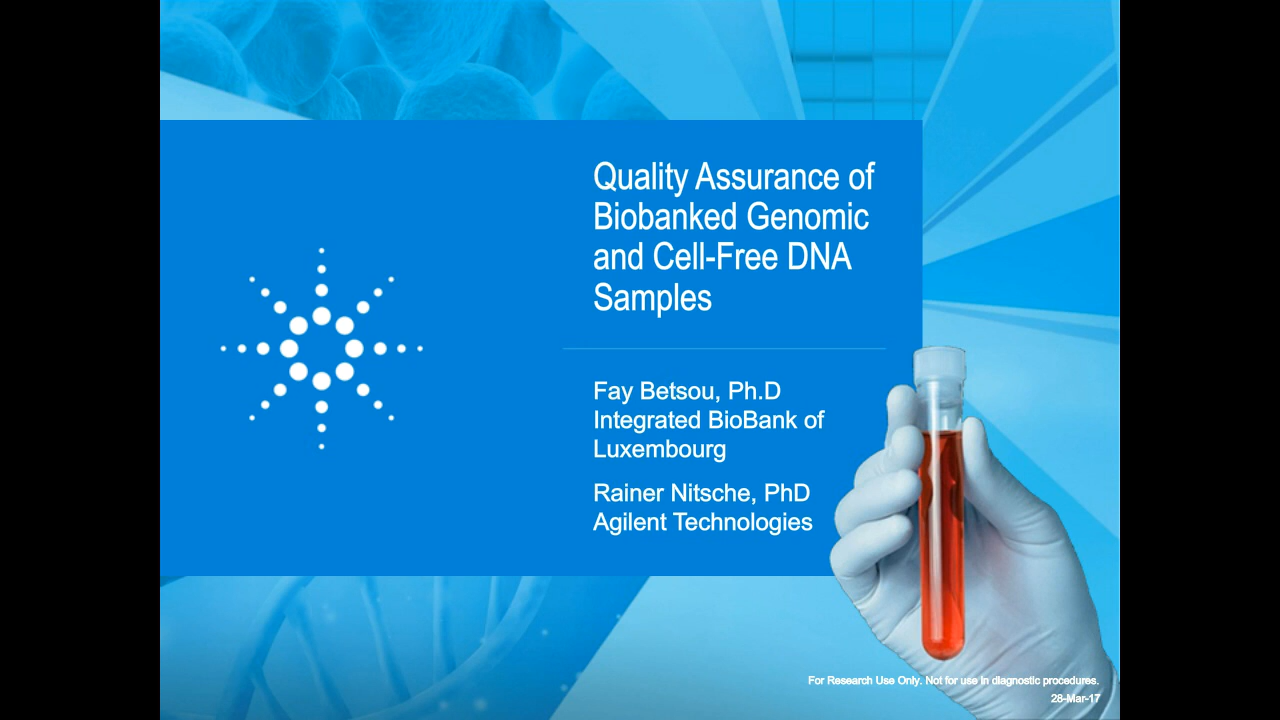 Quality Assurance of
Biobanked Genomic
and Cell-Free DNA
Samples
Fay Betsou, Ph.D
Integrated BioBank of
Luxembourg
Rainer Nitsche, PhD
Agilent Technologies
For Research Use Only. Not for use in diagnostic procedures.
28-Mar-17